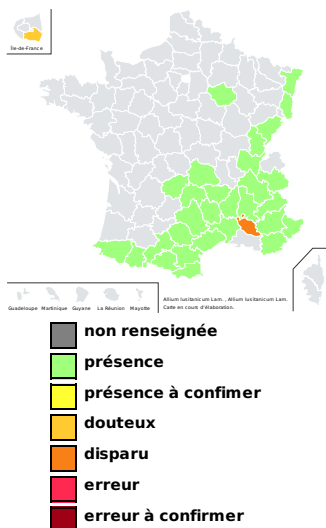 Île-de-France
Guadeloupe Martinique Guyane La Réunion Mayotte
Allium lusitanicum Lam. , Allium lusitanicum Lam.
Carte en cours d'élaboration.
non renseignée
présence
présence à confimer
douteux
disparu
erreur
erreur à confirmer